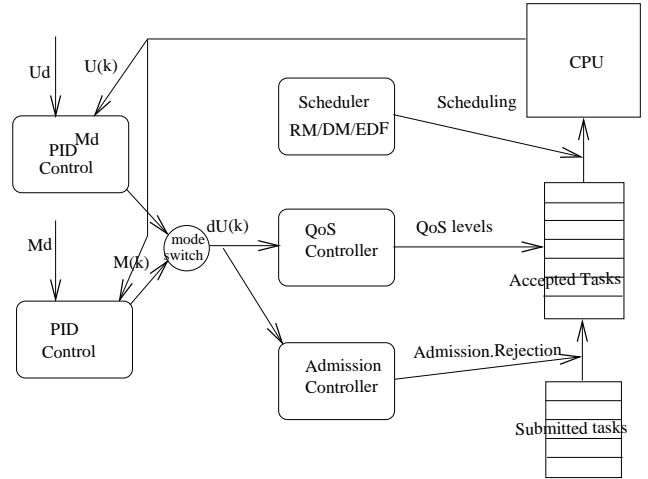 CPU
Ud
U(k)
Scheduler
RM/DM/EDF
Scheduling
Md
PID
Control
Md
mode
switch
dU(k)
QoS
Controller
QoS levels
M(k)
Accepted Tasks
PID
Control
Admission
Controller
Admission.Rejection
Submitted tasks